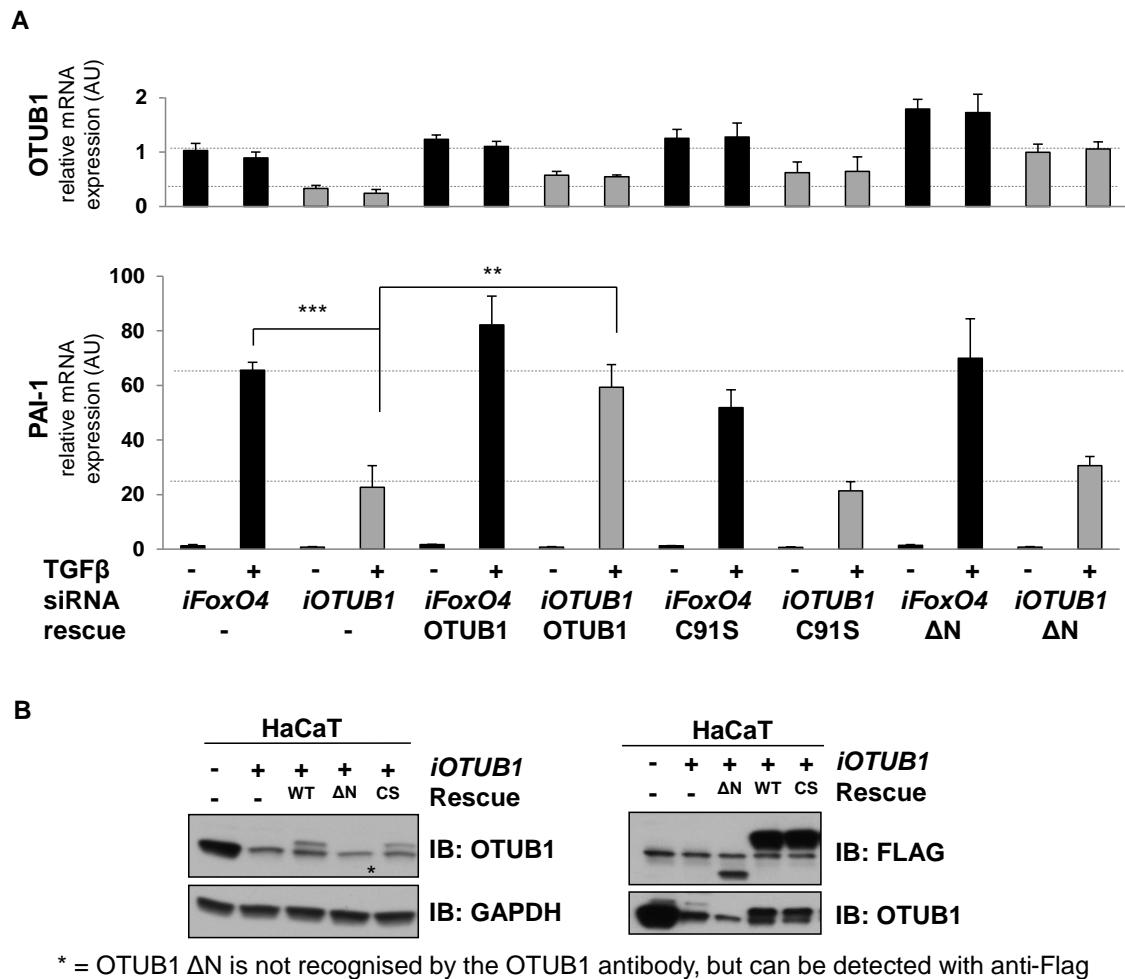 A
OTUB1
relative mRNA
expression (AU)
2
1
0
PAI-1
relative mRNA
expression (AU)
100
80
60
40
20
0
***
**
TGFβ - + - + - + - + - + - + - + - +
siRNA iFoxO4 iOTUB1 iFoxO4 iOTUB1 iFoxO4 iOTUB1 iFoxO4 iOTUB1
rescue - - OTUB1 OTUB1 C91S C91S ΔN ΔN
B
HaCaT
- + + + + iOTUB1
- - WT ΔN CS Rescue
IB: OTUB1
*
IB: GAPDH
HaCaT
- + + + + iOTUB1
- - ΔN WT CS Rescue
IB: FLAG
IB: OTUB1
* = OTUB1 ΔN is not recognised by the OTUB1 antibody, but can be detected with anti-Flag